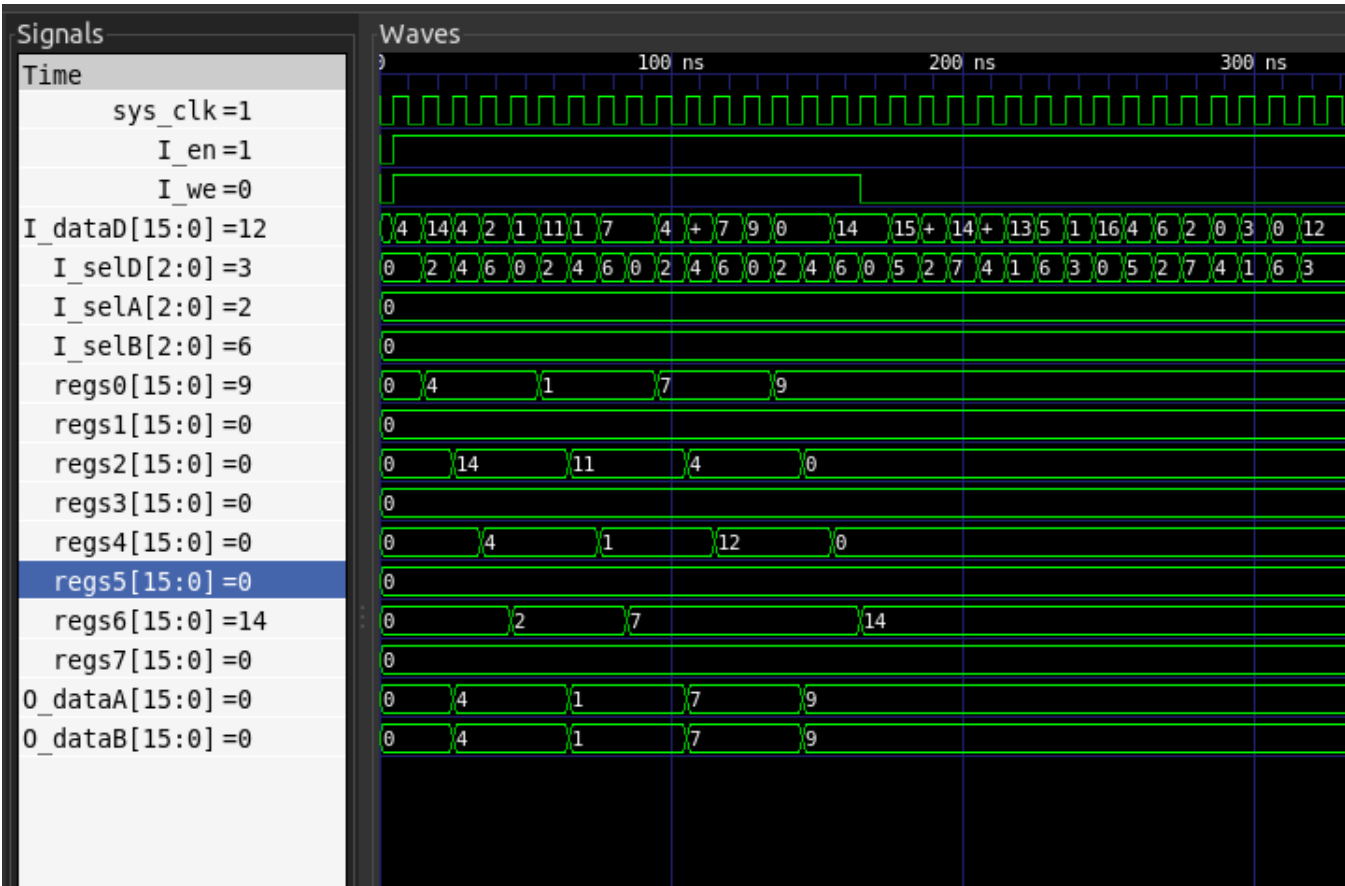 Signals Waves
Time 0 100 ns 200 ns 300 ns
sys_clk=1
I_en=1
I_we=0
I_dataD[15:0]=12 4 14 4 2 1 11 1 7 4 + 7 9 0 14 15 + 14 + 13 5 1 16 4 6 2 0 3 0 12
I_selD[2:0]=3 0 2 4 6 0 2 4 6 0 2 4 6 0 2 4 6 0 5 2 7 4 1 6 3 0 5 2 7 4 1 6 3
I_selA[2:0]=2 0
I_selB[2:0]=6 0
regs0[15:0]=9 0 4 1 7 9
regs1[15:0]=0 0
regs2[15:0]=0 0 14 11 4 0
regs3[15:0]=0 0
regs4[15:0]=0 0 4 1 12 0
regs5[15:0]=0 0
regs6[15:0]=14 0 2 7 14
regs7[15:0]=0 0
O_dataA[15:0]=0 0 4 1 7 9
O_dataB[15:0]=0 0 4 1 7 9